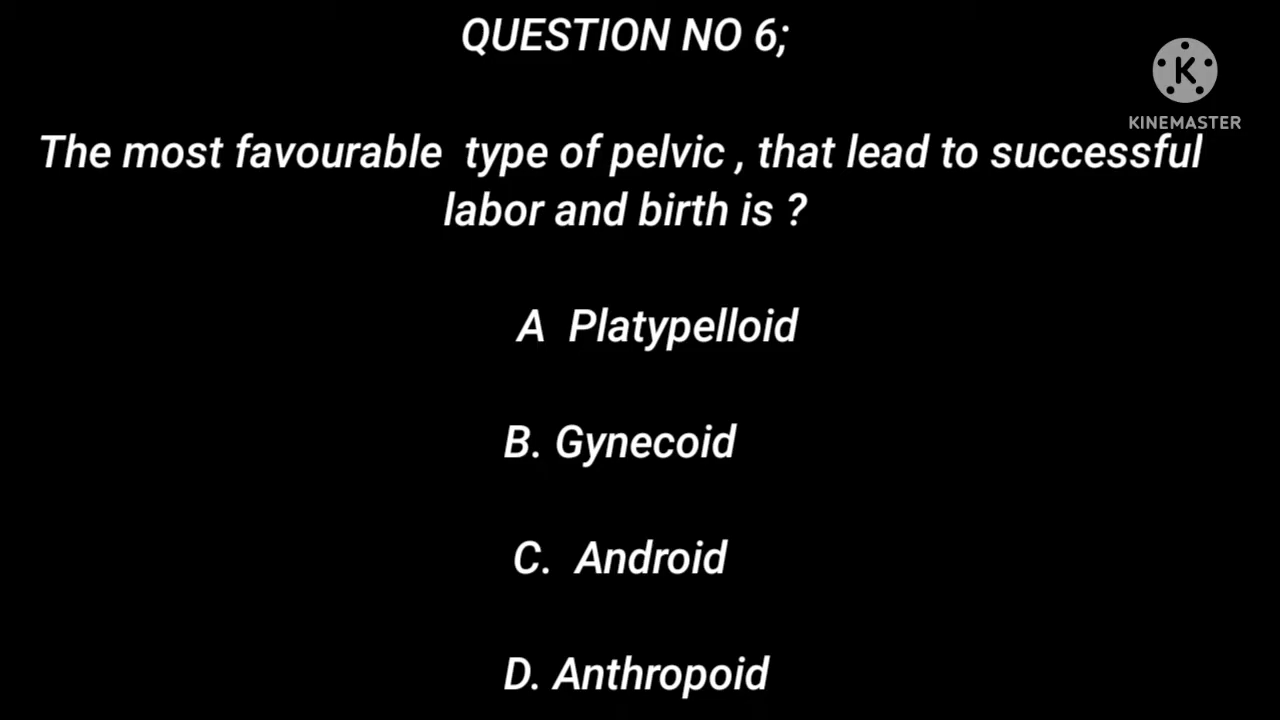 QUESTION NO 6;
K
KINEMASTER
The most favourable type of pelvic , that lead to successful
labor and birth is ?
A Platypelloid
B. Gynecoid
C. Android
D. Anthropoid